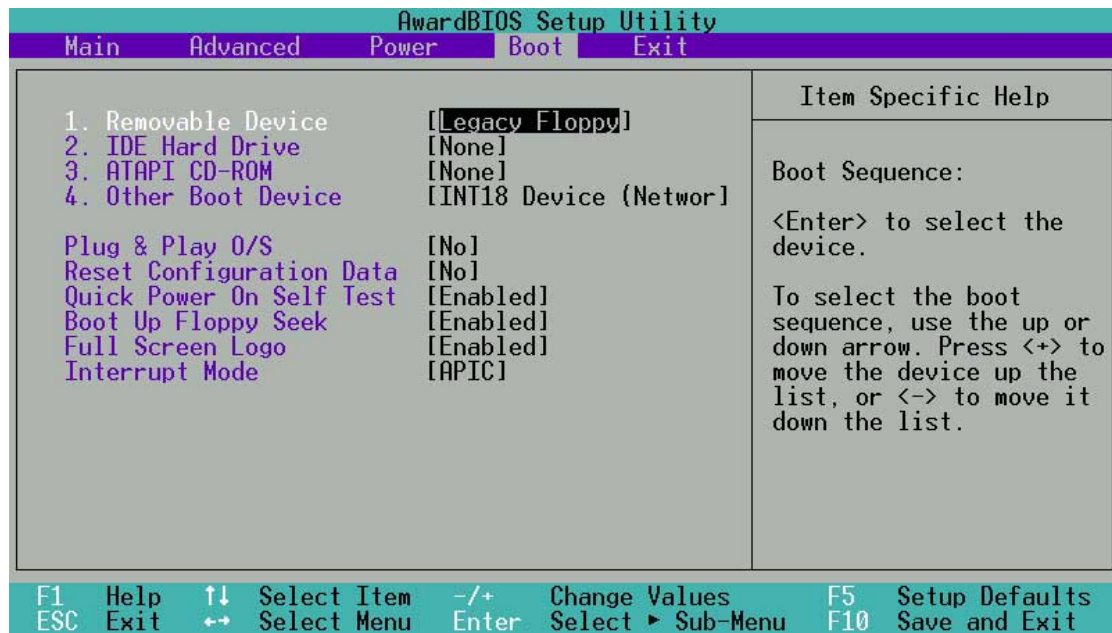 AwardBIOS Setup Utility
Main Advanced Power Boot Exit
1. Removable Device [Legacy Floppy]
2. IDE Hard Drive [None]
3. ATAPI CD-ROM [None]
4. Other Boot Device [INT18 Device (Networ]
Plug & Play O/S [No]
Reset Configuration Data [No]
Quick Power On Self Test [Enabled]
Boot Up Floppy Seek [Enabled]
Full Screen Logo [Enabled]
Interrupt Mode [APIC]
Item Specific Help
Boot Sequence:
<Enter> to select the
device.
To select the boot
sequence, use the up or
down arrow. Press <+> to
move the device up the
list, or <-> to move it
down the list.
F1 Help ↑↓ Select Item -/+ Change Values F5 Setup Defaults
ESC Exit ←→ Select Menu Enter Select ► Sub-Menu F10 Save and Exit